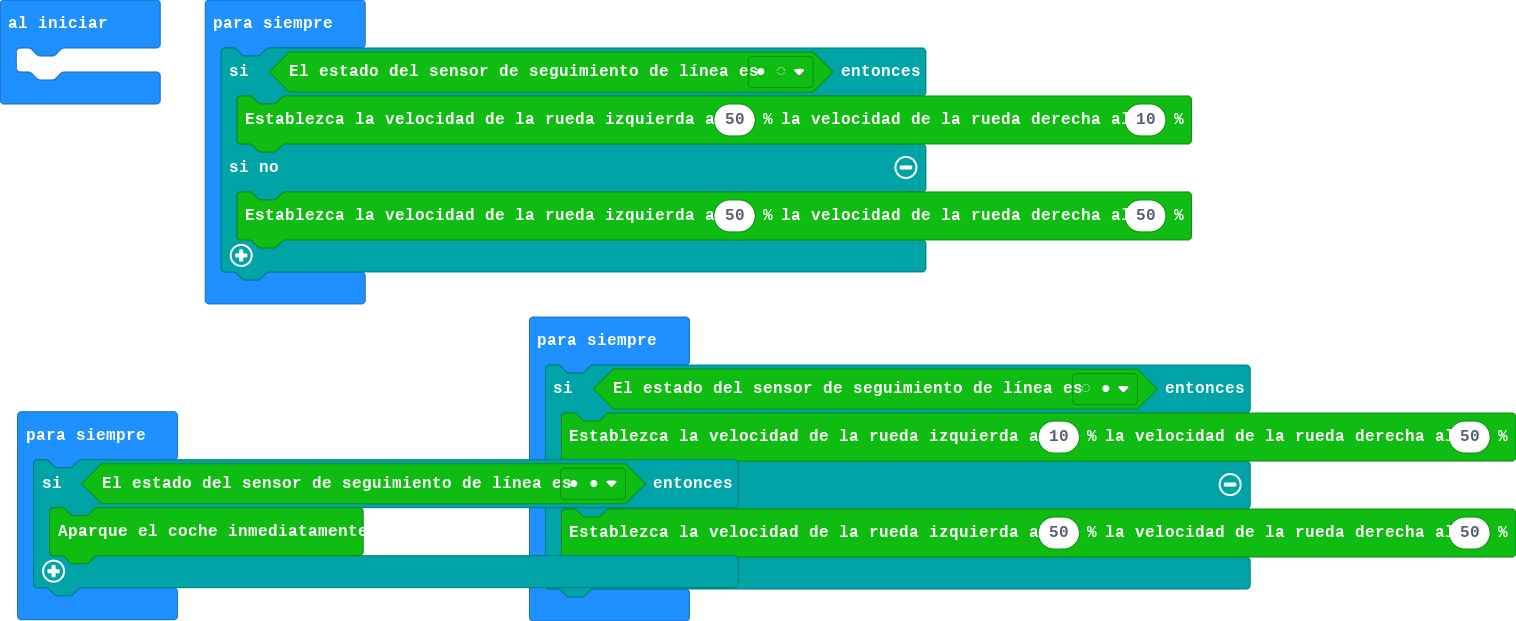 al iniciar
para siempre
si El estado del sensor de seguimiento de línea es ● ◌ entonces
Establezca la velocidad de la rueda izquierda a 50 % la velocidad de la rueda derecha al 10 %
si no
Establezca la velocidad de la rueda izquierda a 50 % la velocidad de la rueda derecha al 50 %
para siempre
si El estado del sensor de seguimiento de línea es ◌ ● entonces
Establezca la velocidad de la rueda izquierda a 10 % la velocidad de la rueda derecha al 50 %
Establezca la velocidad de la rueda izquierda a 50 % la velocidad de la rueda derecha al 50 %
para siempre
si El estado del sensor de seguimiento de línea es ● ● entonces
Aparque el coche inmediatamente